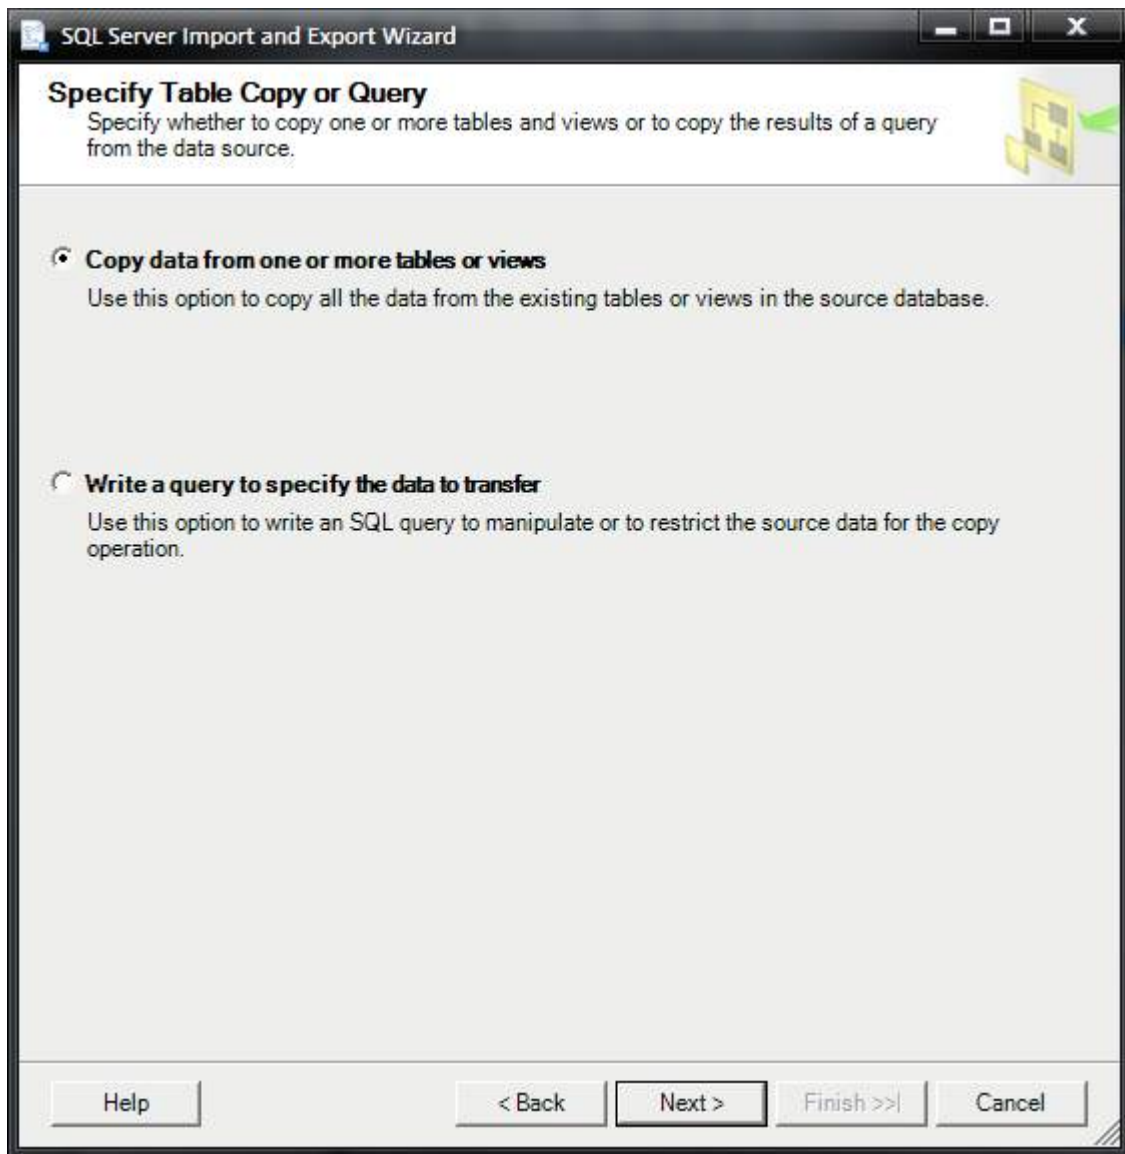 SQL Server Import and Export Wizard
Specify Table Copy or Query
Specify whether to copy one or more tables and views or to copy the results of a query
from the data source.
Copy data from one or more tables or views
Use this option to copy all the data from the existing tables or views in the source database.
Write a query to specify the data to transfer
Use this option to write an SQL query to manipulate or to restrict the source data for the copy
operation.
Help
< Back
Next >
Finish >>|
Cancel